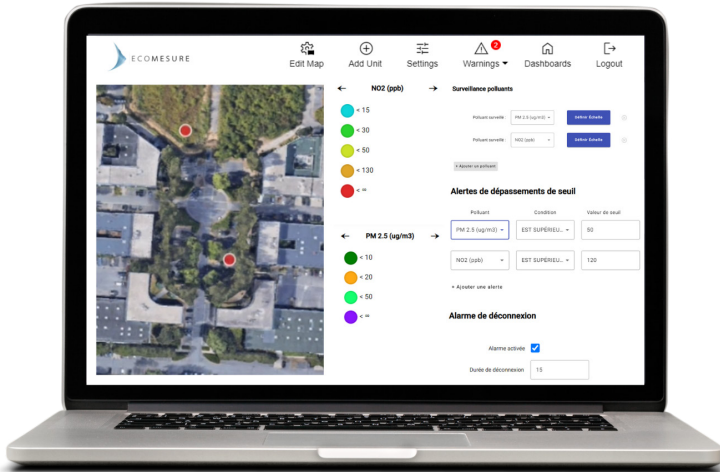 ECOMESURE
Edit Map
Add Unit
Settings
Warnings
2
Dashboards
Logout
NO2 (ppb)
< 15
< 30
< 50
< 130
< ∞
PM 2.5 (ug/m3)
< 10
< 20
< 50
< ∞
Surveillance polluants
Polluant surveillé PM 2.5 (ug/m3) Définir Echelle
Polluant surveillé NO2 (ppb) Définir Echelle
+ Ajouter un polluant
Alertes de dépassements de seuil
Polluant Condition Valeur de seuil
PM 2.5 (ug/m3) EST SUPÉRIEU... 50
NO2 (ppb) EST SUPÉRIEU... 120
+ Ajouter une alerte
Alarme de déconnexion
Alarme activée
Durée de déconnexion 15